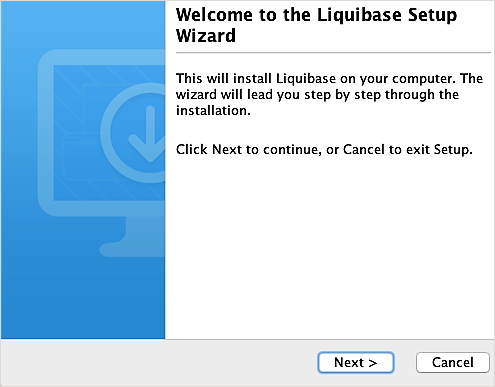 Welcome to the Liquibase Setup
Wizard
This will install Liquibase on your computer. The
wizard will lead you step by step through the
installation.
Click Next to continue, or Cancel to exit Setup.
Next >
Cancel